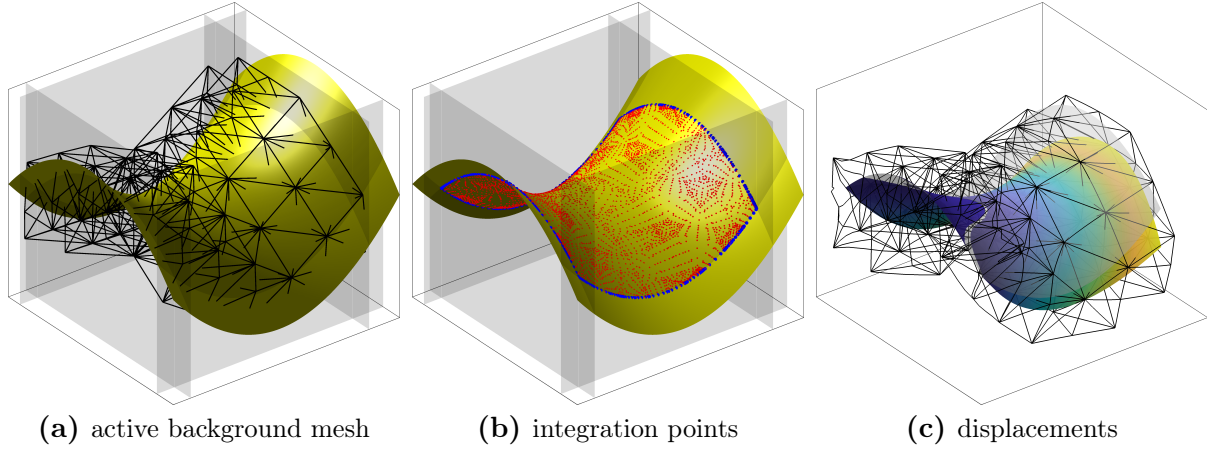 (a) active background mesh
(b) integration points
(c) displacements